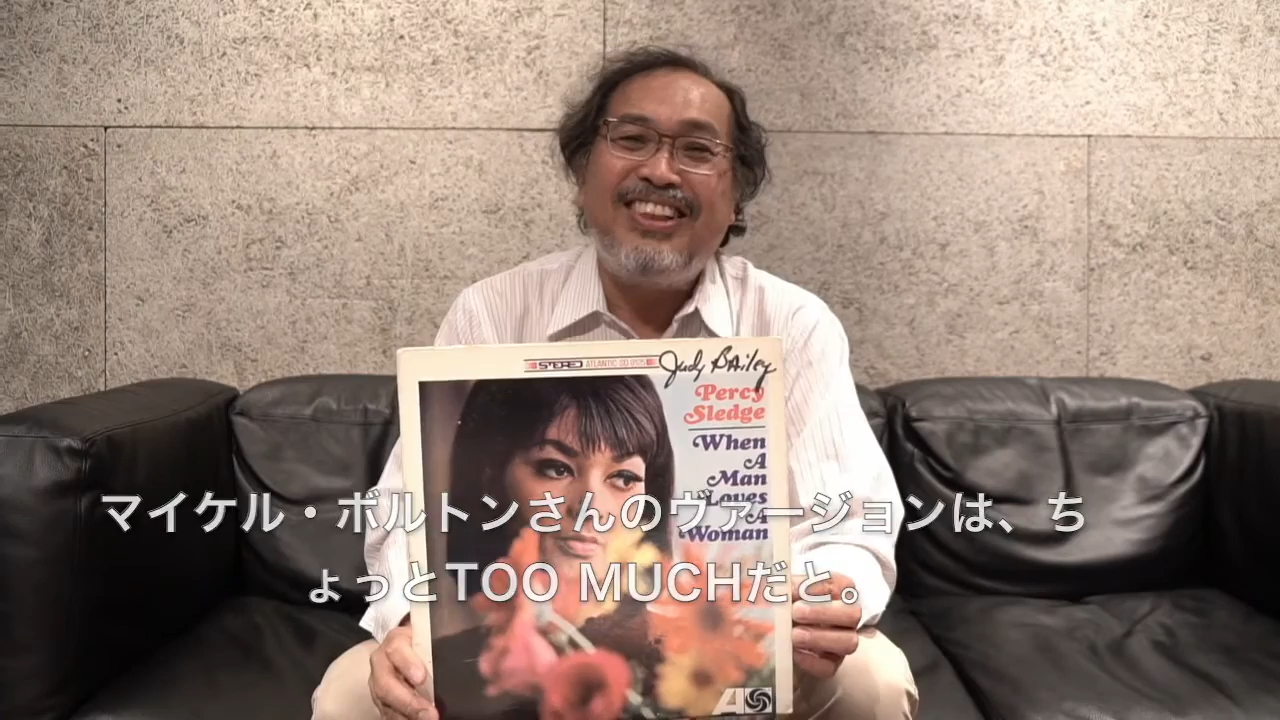 STEREO ATLANTIC SD 8125 Judy Bailey
Percy
Sledge
When
A
Man
Loves
A
Woman
マイケル・ボルトンさんのヴァージョンは、ち
ょっとTOO MUCHだと。